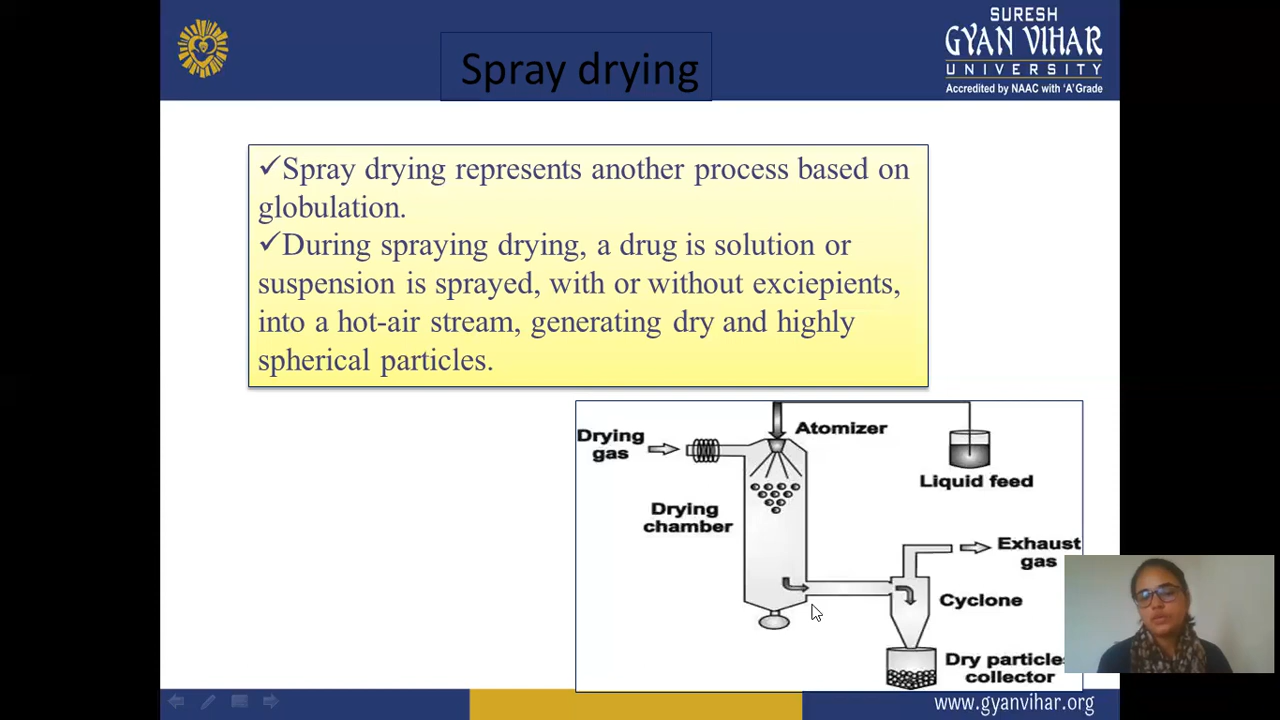 SURESH
GYAN VIHAR
UNIVERSITY
Accredited by NAAC with 'A' Grade
Spray drying
✓Spray drying represents another process based on
globulation.
✓During spraying drying, a drug is solution or
suspension is sprayed, with or without exciepients,
into a hot-air stream, generating dry and highly
spherical particles.
Atomizer
Drying
gas
Liquid feed
Drying
chamber
Exhaust
gas
Cyclone
Dry particle
collector
www.gyanvihar.org